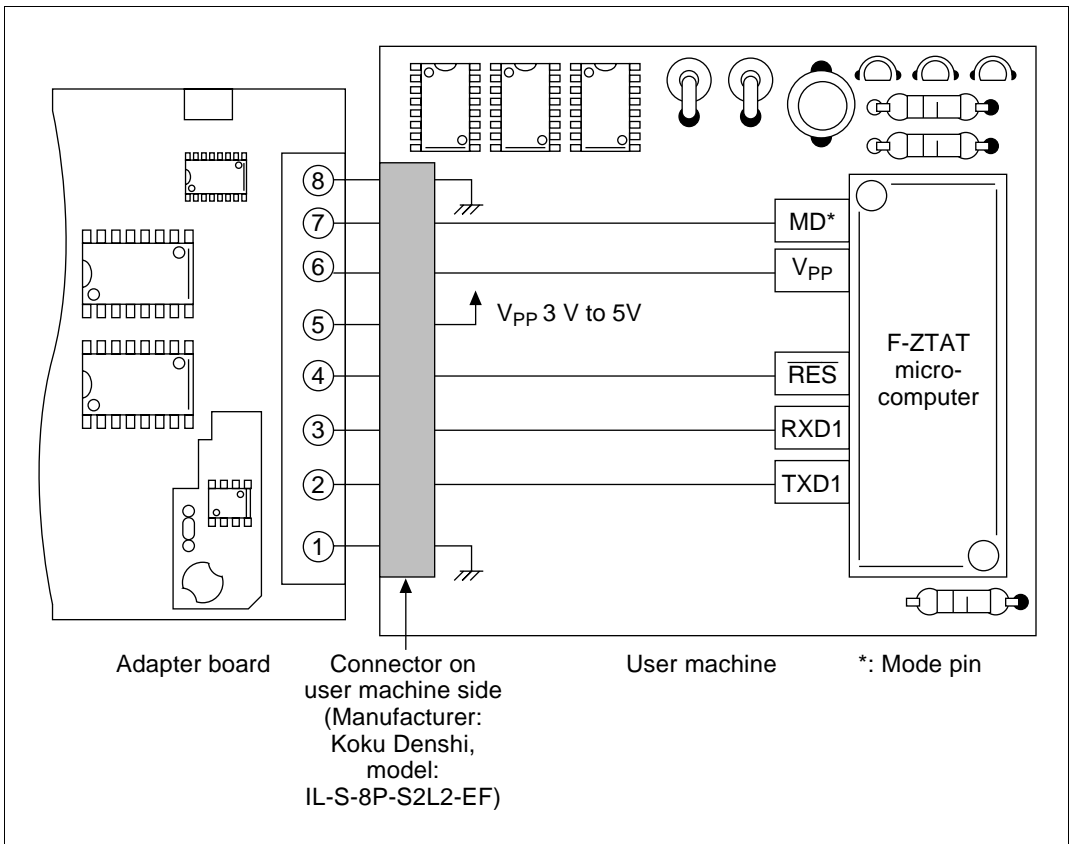 8
7
MD*
6
VPP
5
VPP 3 V to 5V
F-ZTAT
micro-
computer
4
RES
3
RXD1
2
TXD1
1
Adapter board
Connector on
user machine side
(Manufacturer:
Koku Denshi,
model:
IL-S-8P-S2L2-EF)
User machine
*: Mode pin